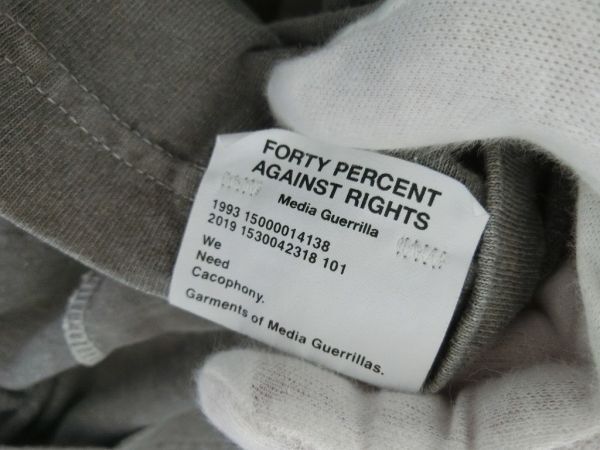 FORTY PERCENT
AGAINST RIGHTS
Media Guerrilla
1993 15000014138
2019 1530042318 101
We
Need
Cacophony.
Garments of Media Guerrillas.